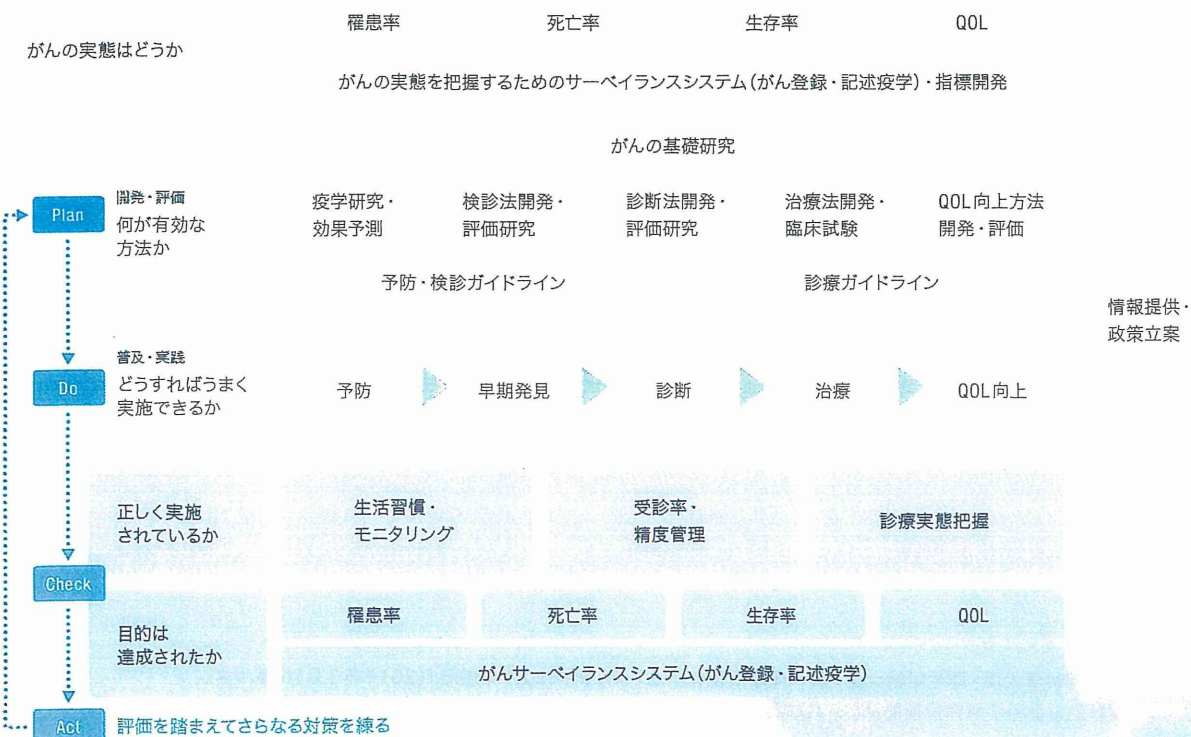 罹患率 死亡率 生存率 QOL
がんの実態はどうか
がんの実態を把握するためのサーベイランスシステム(がん登録・記述疫学)・指標開発
がんの基礎研究
Plan
開発・評価
何が有効な
方法か
疫学研究・
効果予測
検診法開発・
評価研究
診断法開発・
評価研究
治療法開発・
臨床試験
QOL向上方法
開発・評価
予防・検診ガイドライン
診療ガイドライン
情報提供・
政策立案
Do
普及・実践
どうすればうまく
実施できるか
予防
早期発見
診断
治療
QOL向上
正しく実施
されているか
生活習慣・
モニタリング
受診率・
精度管理
診療実態把握
Check
目的は
達成されたか
罹患率 死亡率 生存率 QOL
がんサーベイランスシステム(がん登録・記述疫学)
Act
評価を踏まえてさらなる対策を練る